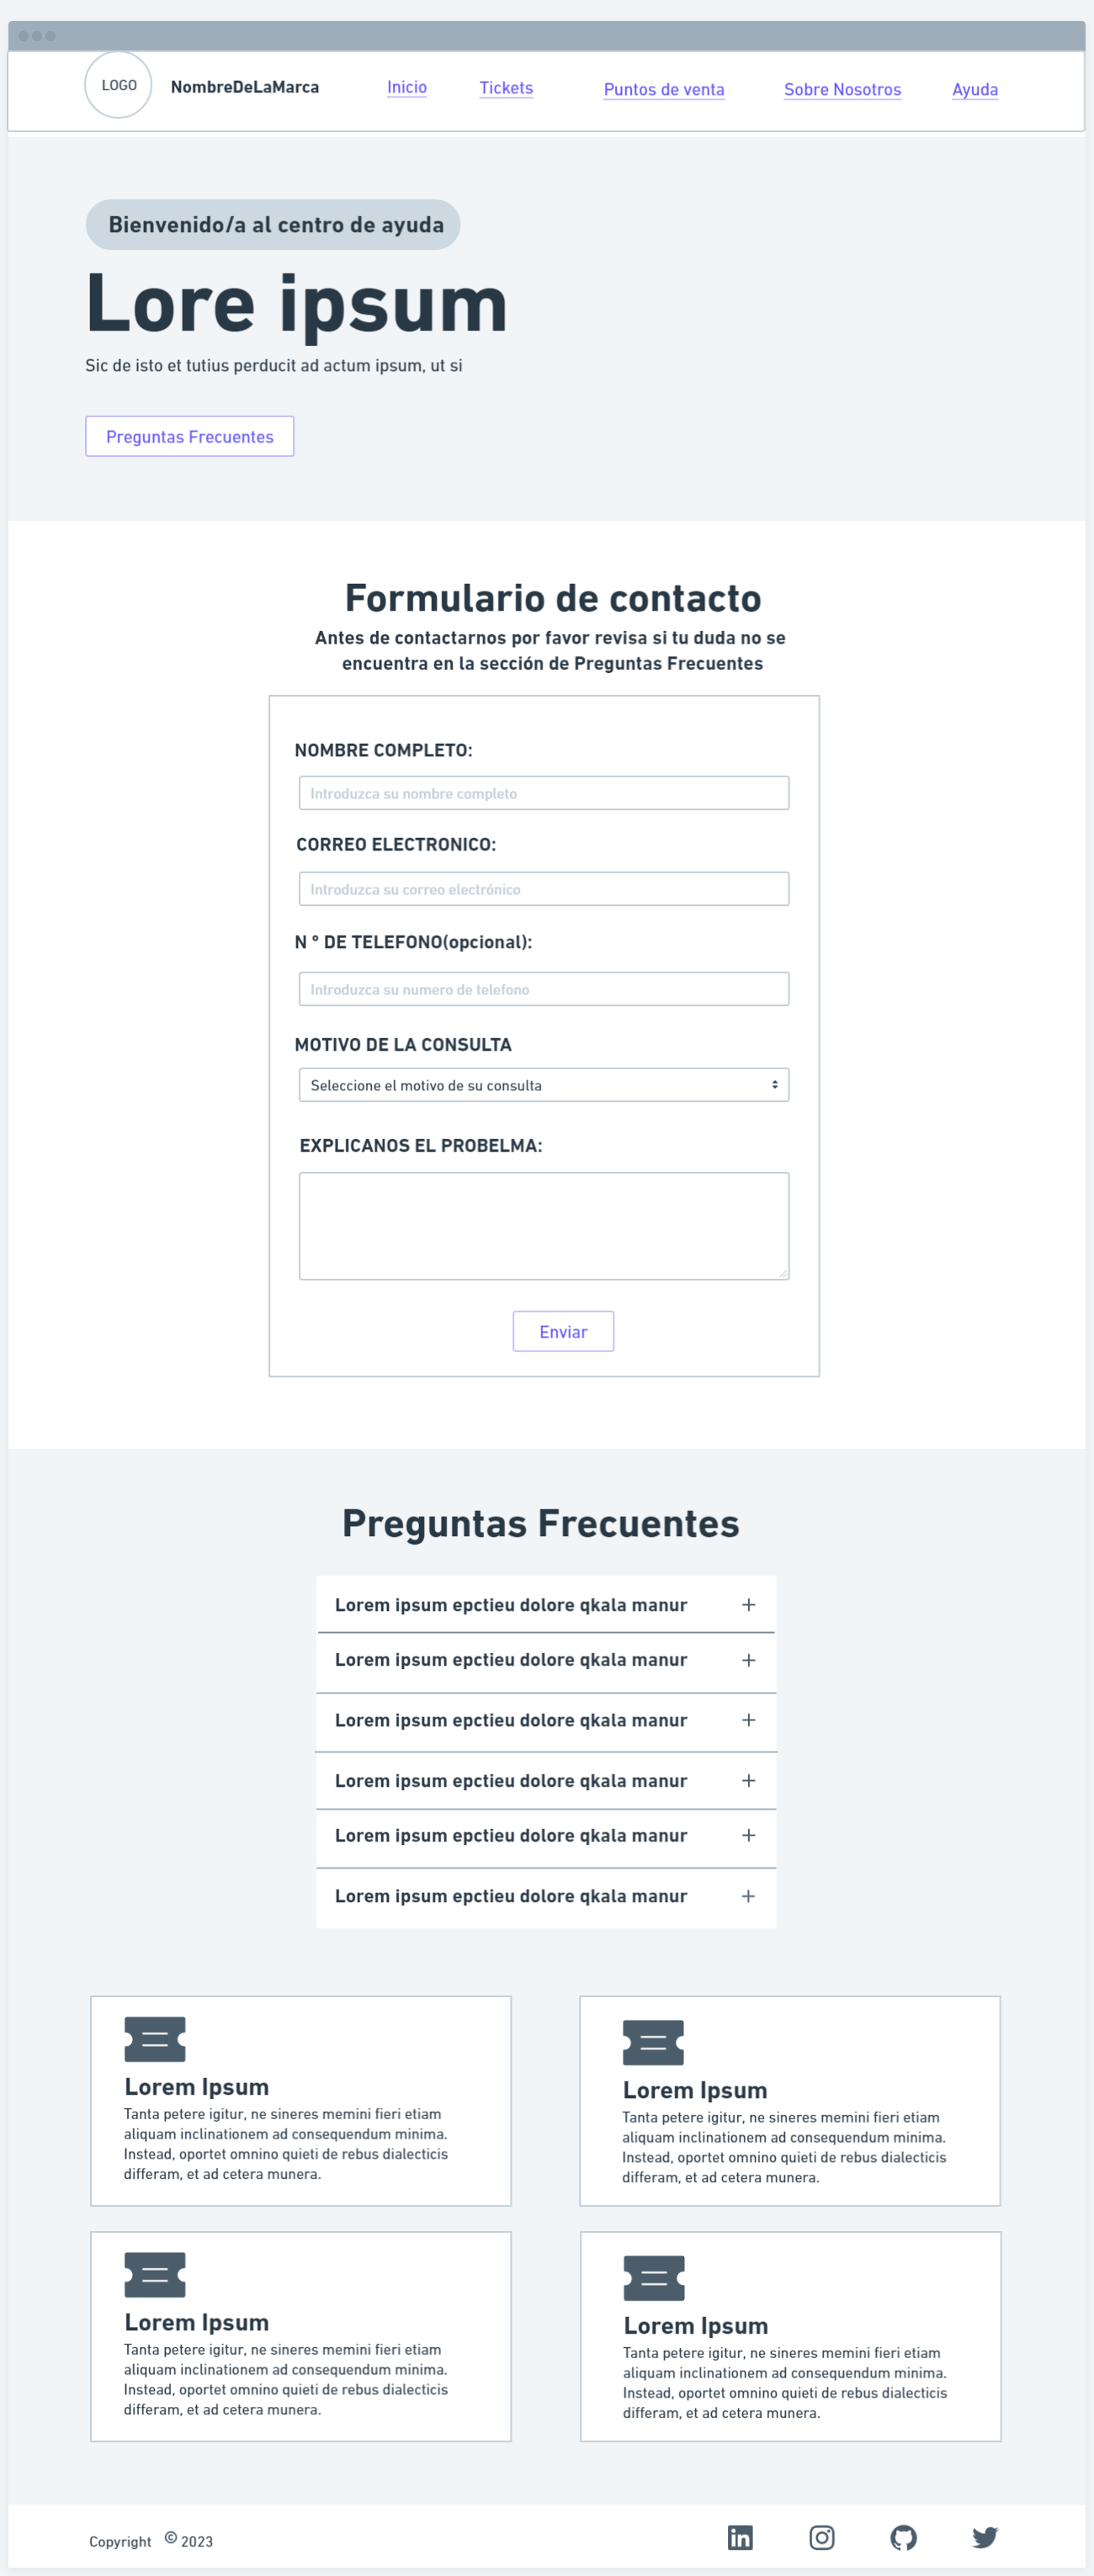 LOGO
NombreDeLaMarca
Inicio
Tickets
Puntos de venta
Sobre Nosotros
Ayuda
Bienvenido/a al centro de ayuda
Lore ipsum
Sic de isto et tutius perducit ad actum ipsum, ut si
Preguntas Frecuentes
Formulario de contacto
Antes de contactarnos por favor revisa si tu duda no se
encuentra en la sección de Preguntas Frecuentes
NOMBRE COMPLETO:
Introduzca su nombre completo
CORREO ELECTRONICO:
Introduzca su correo electrónico
N º DE TELEFONO(opcional):
Introduzca su numero de telefono
MOTIVO DE LA CONSULTA
Seleccione el motivo de su consulta
EXPLICANOS EL PROBELMA:
Enviar
Preguntas Frecuentes
Lorem ipsum epctieu dolore qkala manur
Lorem ipsum epctieu dolore qkala manur
Lorem ipsum epctieu dolore qkala manur
Lorem ipsum epctieu dolore qkala manur
Lorem ipsum epctieu dolore qkala manur
Lorem ipsum epctieu dolore qkala manur
Lorem Ipsum
Tanta petere igitur, ne sineres memini fieri etiam
aliquam inclinationem ad consequendum minima.
Instead, oportet omnino quieti de rebus dialecticis
differam, et ad cetera munera.
Lorem Ipsum
Tanta petere igitur, ne sineres memini fieri etiam
aliquam inclinationem ad consequendum minima.
Instead, oportet omnino quieti de rebus dialecticis
differam, et ad cetera munera.
Lorem Ipsum
Tanta petere igitur, ne sineres memini fieri etiam
aliquam inclinationem ad consequendum minima.
Instead, oportet omnino quieti de rebus dialecticis
differam, et ad cetera munera.
Lorem Ipsum
Tanta petere igitur, ne sineres memini fieri etiam
aliquam inclinationem ad consequendum minima.
Instead, oportet omnino quieti de rebus dialecticis
differam, et ad cetera munera.
Copyright © 2023
in